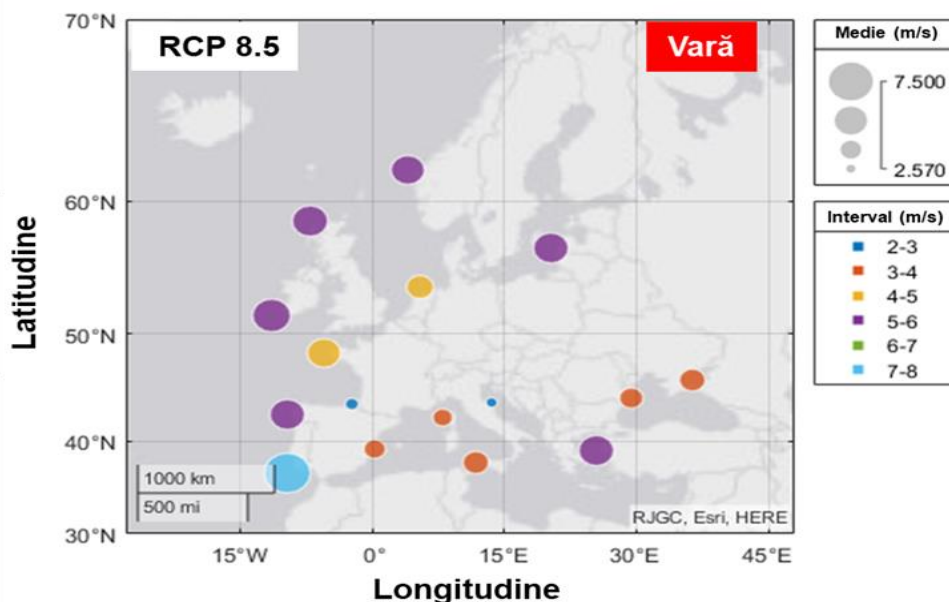 RCP 8.5
Vară
70°N
60°N
50°N
40°N
30°N
Latitudine
1000 km
500 mi
RJGC, Esri, HERE
15°W
0°
15°E
30°E
45°E
Longitudine
Medie (m/s)
7.500
2.570
Interval (m/s)
2-3
3-4
4-5
5-6
6-7
7-8